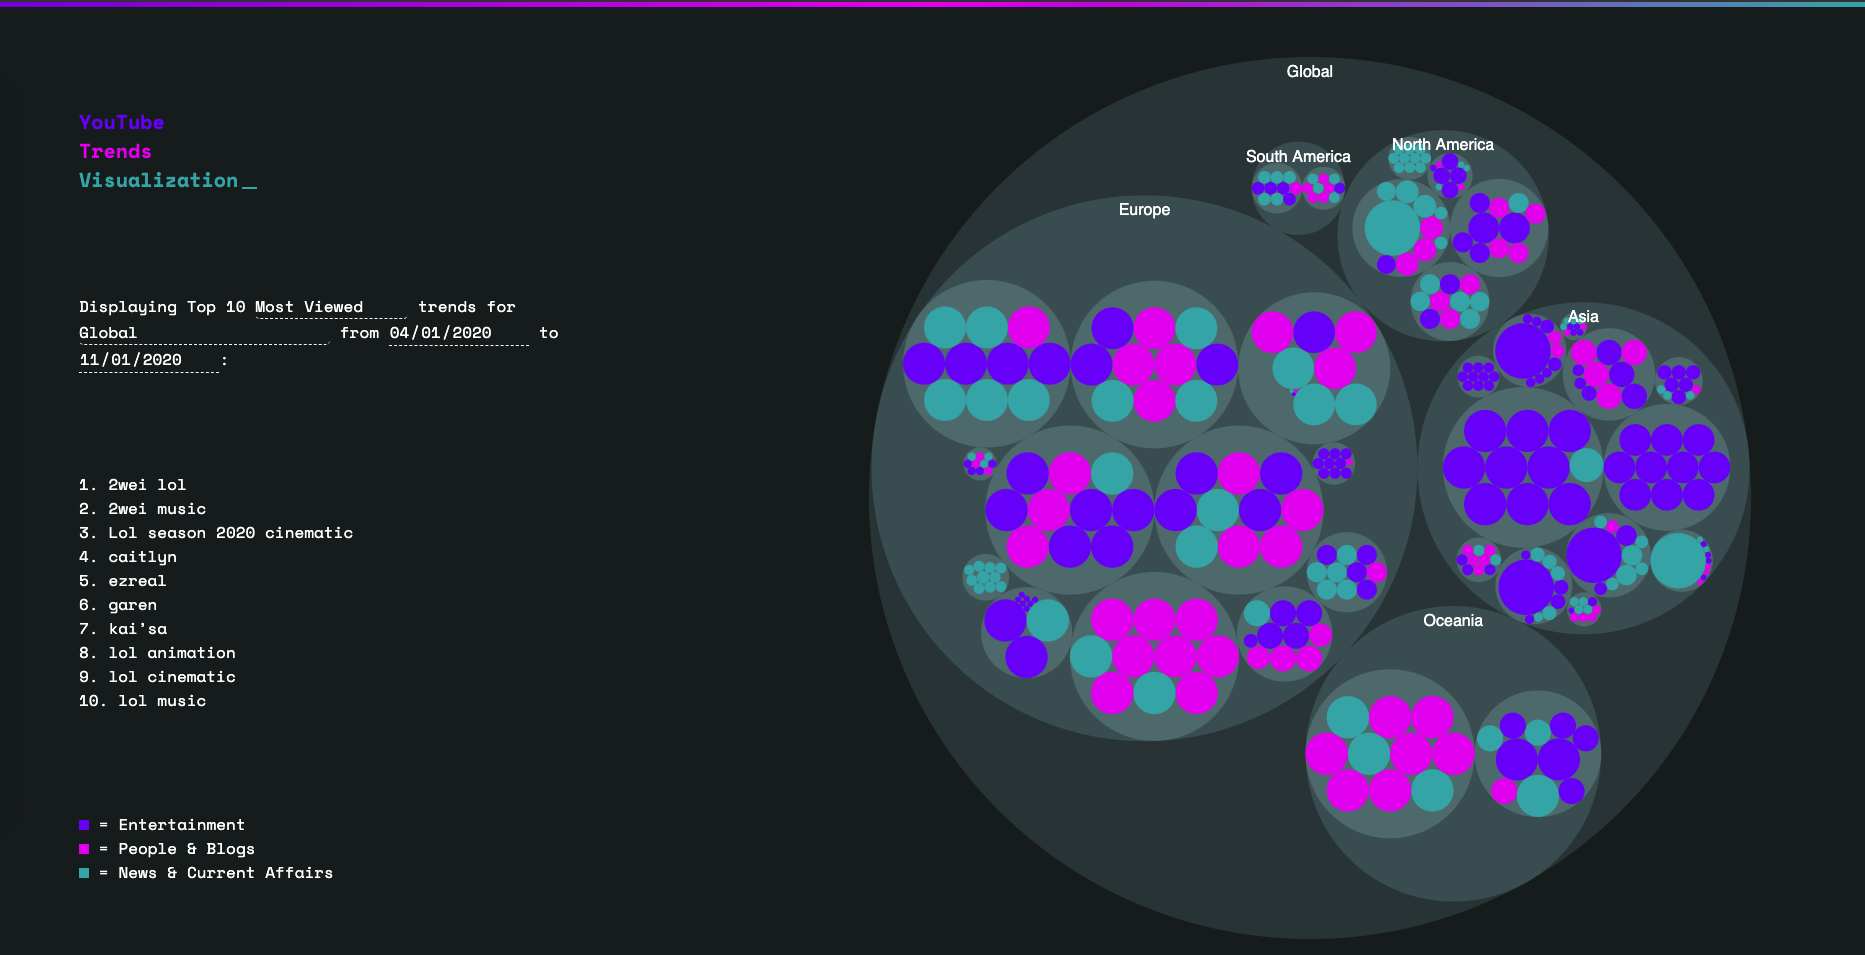 YouTube
Trends
Visualization_
Displaying Top 10 Most Viewed trends for
Global from 04/01/2020 to
11/01/2020 :
1. 2wei lol
2. 2wei music
3. Lol season 2020 cinematic
4. caitlyn
5. ezreal
6. garen
7. kai'sa
8. lol animation
9. lol cinematic
10. lol music
= Entertainment
= People & Blogs
= News & Current Affairs
Global
South America
North America
Europe
Asia
Oceania